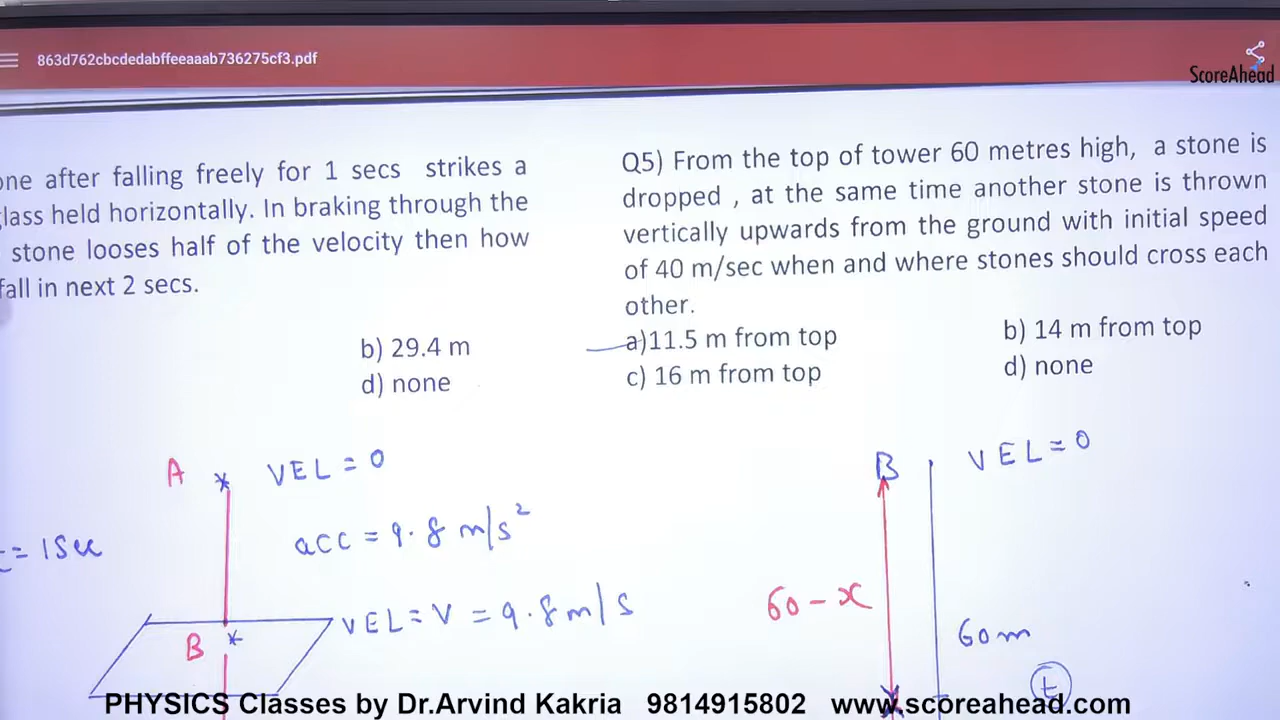 863d762cbcdedabffeeaaab736275cf3.pdf
ScoreAhead
one after falling freely for 1 secs strikes a
glass held horizontally. In braking through the
stone looses half of the velocity then how
fall in next 2 secs.
b) 29.4 m
d) none
A
VEL = 0
acc = 9.8 m/s²
t = 1 Sec
VEL = V = 9.8 m/s
B
Q5) From the top of tower 60 metres high, a stone is
dropped , at the same time another stone is thrown
vertically upwards from the ground with initial speed
of 40 m/sec when and where stones should cross each
other.
a)11.5 m from top
b) 14 m from top
c) 16 m from top
d) none
B
VEL = 0
60 - x
60m
t
PHYSICS Classes by Dr.Arvind Kakria 9814915802 www.scoreahead.com